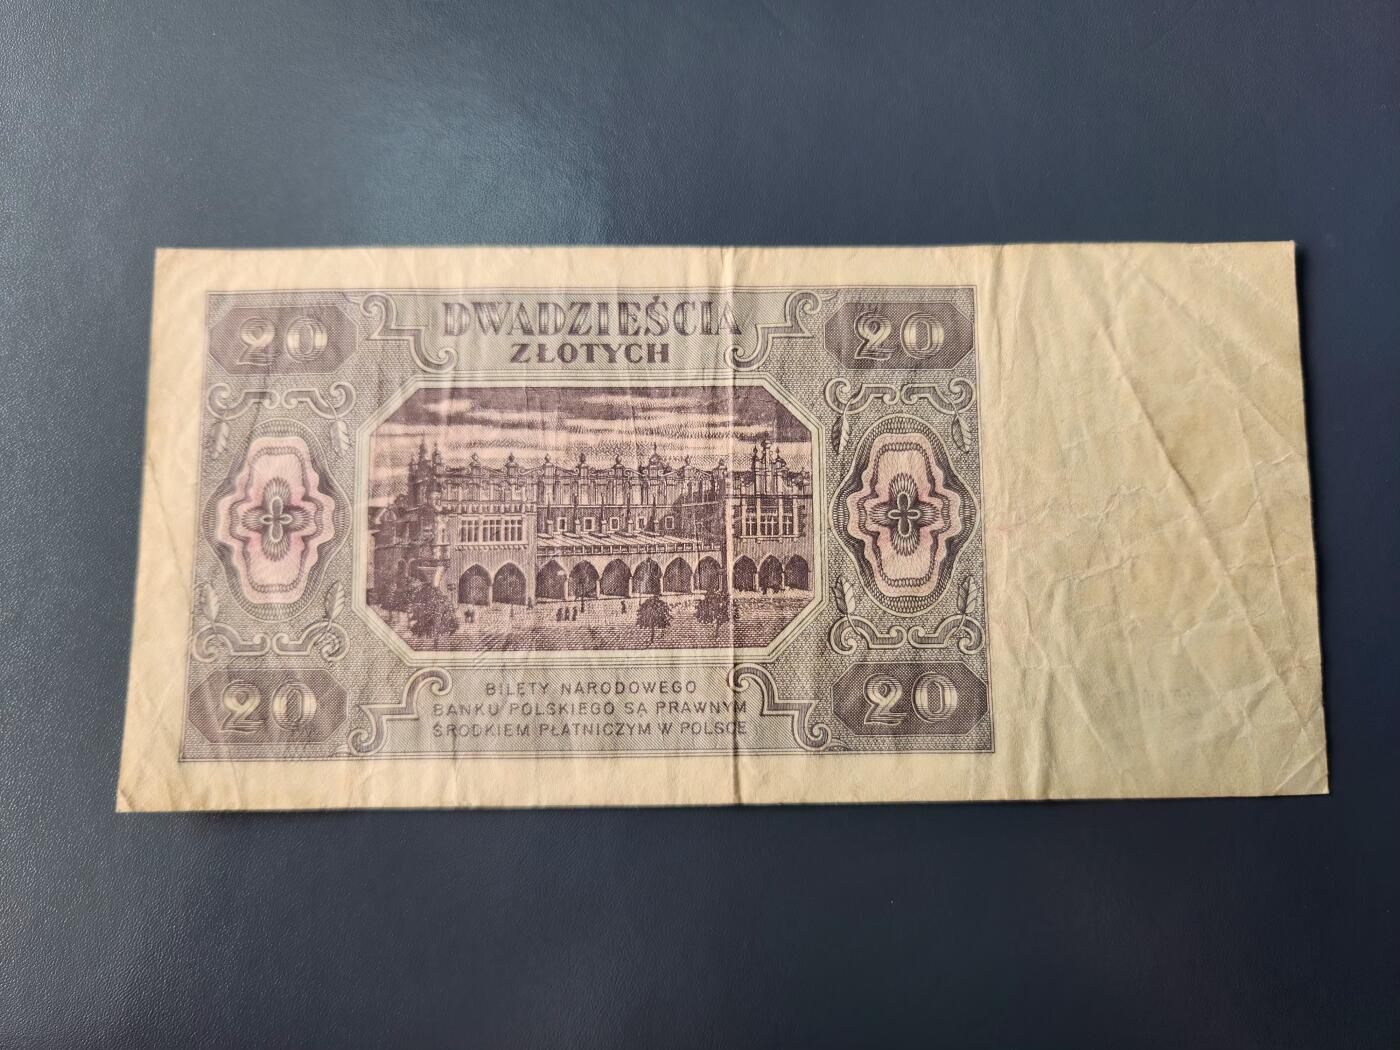 20
DWADZIEŚCIA
ZŁOTYCH
20
20
BILETY NARODOWEGO
BANKU POLSKIEGO SĄ PRAWNYM
ŚRODKIEM PŁATNICZYM W POLSCE
20